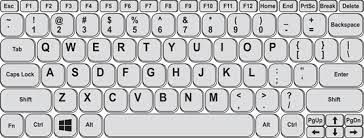 Esc F1 F2 F3 F4 F5 F6 F7 F8 F9 F10 F11 F12 End PrtSc Break Delete
~ ! @ # $ % ^ & * ( ) _ + Backspace
` 1 2 3 4 5 6 7 8 9 0 - =
Tab Q W E R T Y U I O P { } |
[ ] \
Caps Lock A S D F G H J K L : " Enter
; '
Shift Z X C V B N M < > ? Shift
, . /
Fn Ctrl Alt Alt Ctrl PgUp ↑ PgDn
← ↓ →